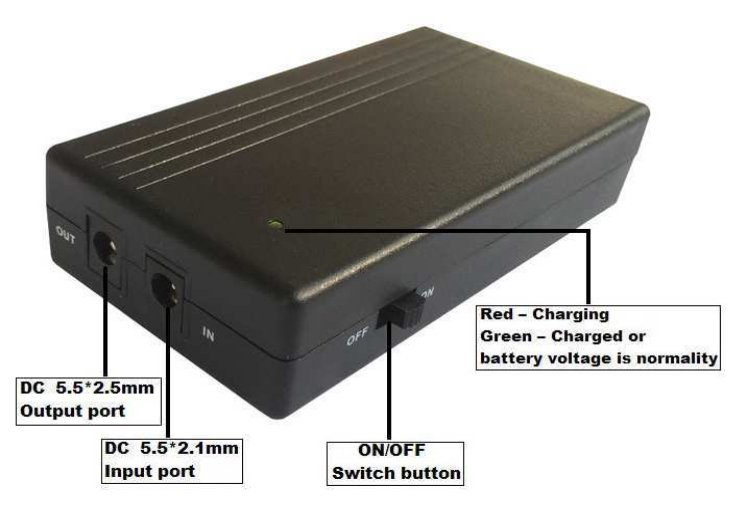 OUT
IN
OFF
ON
Red – Charging
Green – Charged or
battery voltage is normality
DC 5.5*2.5mm
Output port
DC 5.5*2.1mm
Input port
ON/OFF
Switch button